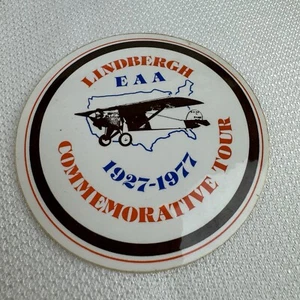 LINDBERGH
EAA
1927-1977
COMMEMORATIVE TOUR